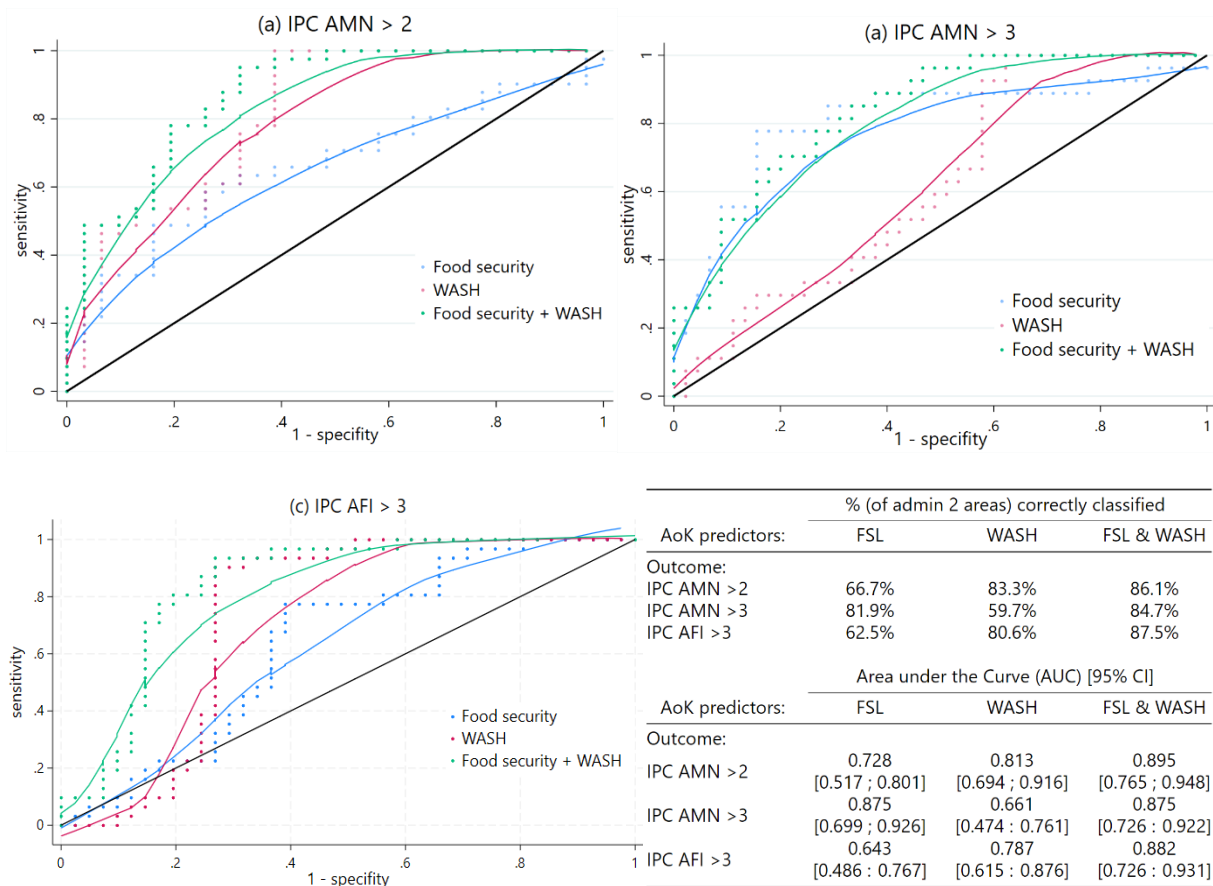 (a) IPC AMN > 2
1
.8
.6
.4
.2
0
sensitivity
Food security
WASH
Food security + WASH
0 .2 .4 .6 .8 1
1 - specifity
(a) IPC AMN > 3
1
.8
.6
.4
.2
0
sensitivity
Food security
WASH
Food security + WASH
0 .2 .4 .6 .8 1
1 - specifity
(c) IPC AFI > 3
1
.8
.6
.4
.2
0
sensitivity
Food security
WASH
Food security + WASH
0 .2 .4 .6 .8 1
1 - specifity
% (of admin 2 areas) correctly classified
AoK predictors: FSL WASH FSL & WASH
Outcome:
IPC AMN >2 66.7% 83.3% 86.1%
IPC AMN >3 81.9% 59.7% 84.7%
IPC AFI >3 62.5% 80.6% 87.5%
Area under the Curve (AUC) [95% CI]
AoK predictors: FSL WASH FSL & WASH
Outcome:
IPC AMN >2 0.728 0.813 0.895
[0.517 ; 0.801] [0.694 ; 0.916] [0.765 ; 0.948]
IPC AMN >3 0.875 0.661 0.875
[0.699 ; 0.926] [0.474 : 0.761] [0.726 : 0.922]
IPC AFI >3 0.643 0.787 0.882
[0.486 : 0.767] [0.615 : 0.876] [0.726 : 0.931]